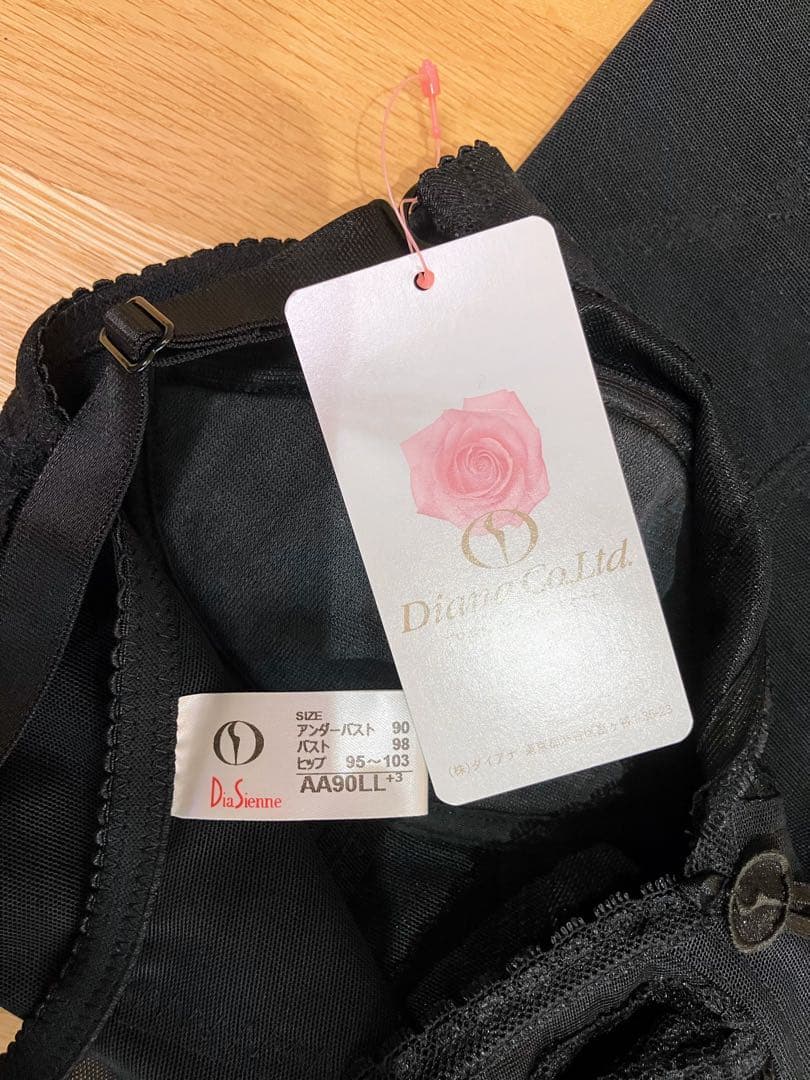 Diana Co.Ltd.
(株)ダイアナ
SIZE
アンダーバスト 90
バスト 98
ヒップ 95～103
AA90LL+3
DiaSienne